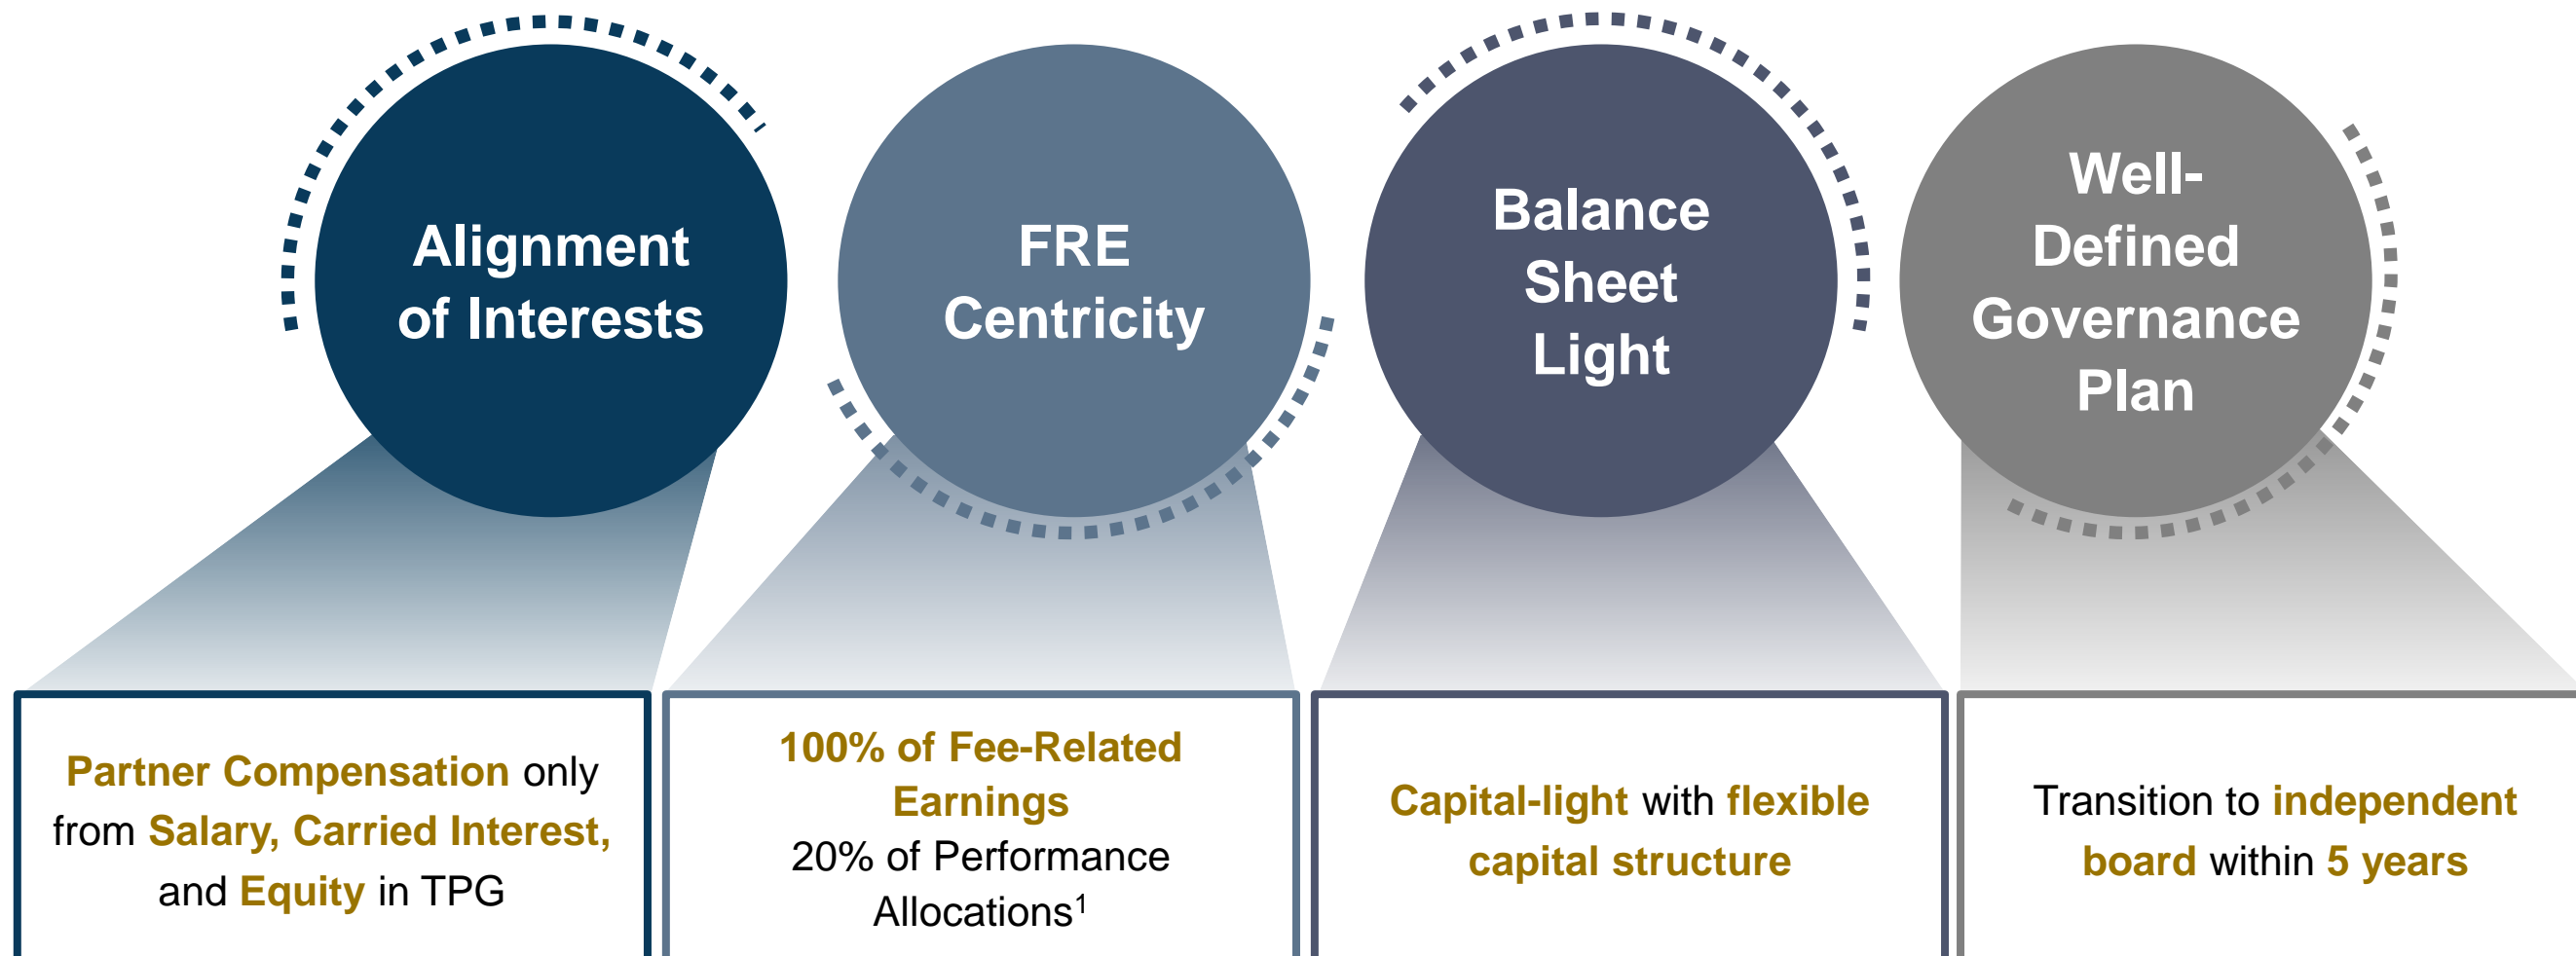 Alignment
of Interests
FRE
Centricity
Balance
Sheet
Light
Well-
Defined
Governance
Plan
Partner Compensation only
from Salary, Carried Interest,
and Equity in TPG
100% of Fee-Related
Earnings
20% of Performance
Allocations¹
Capital-light with flexible
capital structure
Transition to independent
board within 5 years